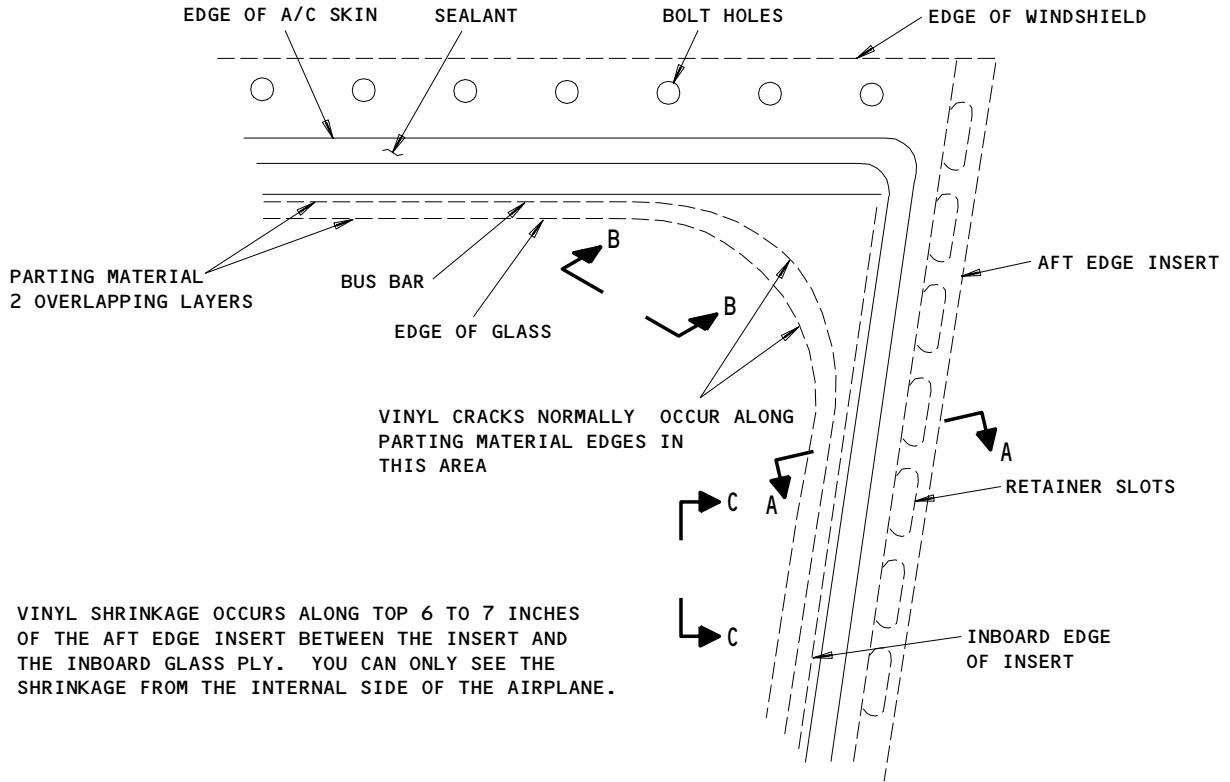 EDGE OF A/C SKIN
SEALANT
BOLT HOLES
EDGE OF WINDSHIELD
PARTING MATERIAL
2 OVERLAPPING LAYERS
BUS BAR
EDGE OF GLASS
B
B
AFT EDGE INSERT
VINYL CRACKS NORMALLY OCCUR ALONG
PARTING MATERIAL EDGES IN
THIS AREA
A
A
RETAINER SLOTS
C
C
VINYL SHRINKAGE OCCURS ALONG TOP 6 TO 7 INCHES
OF THE AFT EDGE INSERT BETWEEN THE INSERT AND
THE INBOARD GLASS PLY. YOU CAN ONLY SEE THE
SHRINKAGE FROM THE INTERNAL SIDE OF THE AIRPLANE.
INBOARD EDGE
OF INSERT